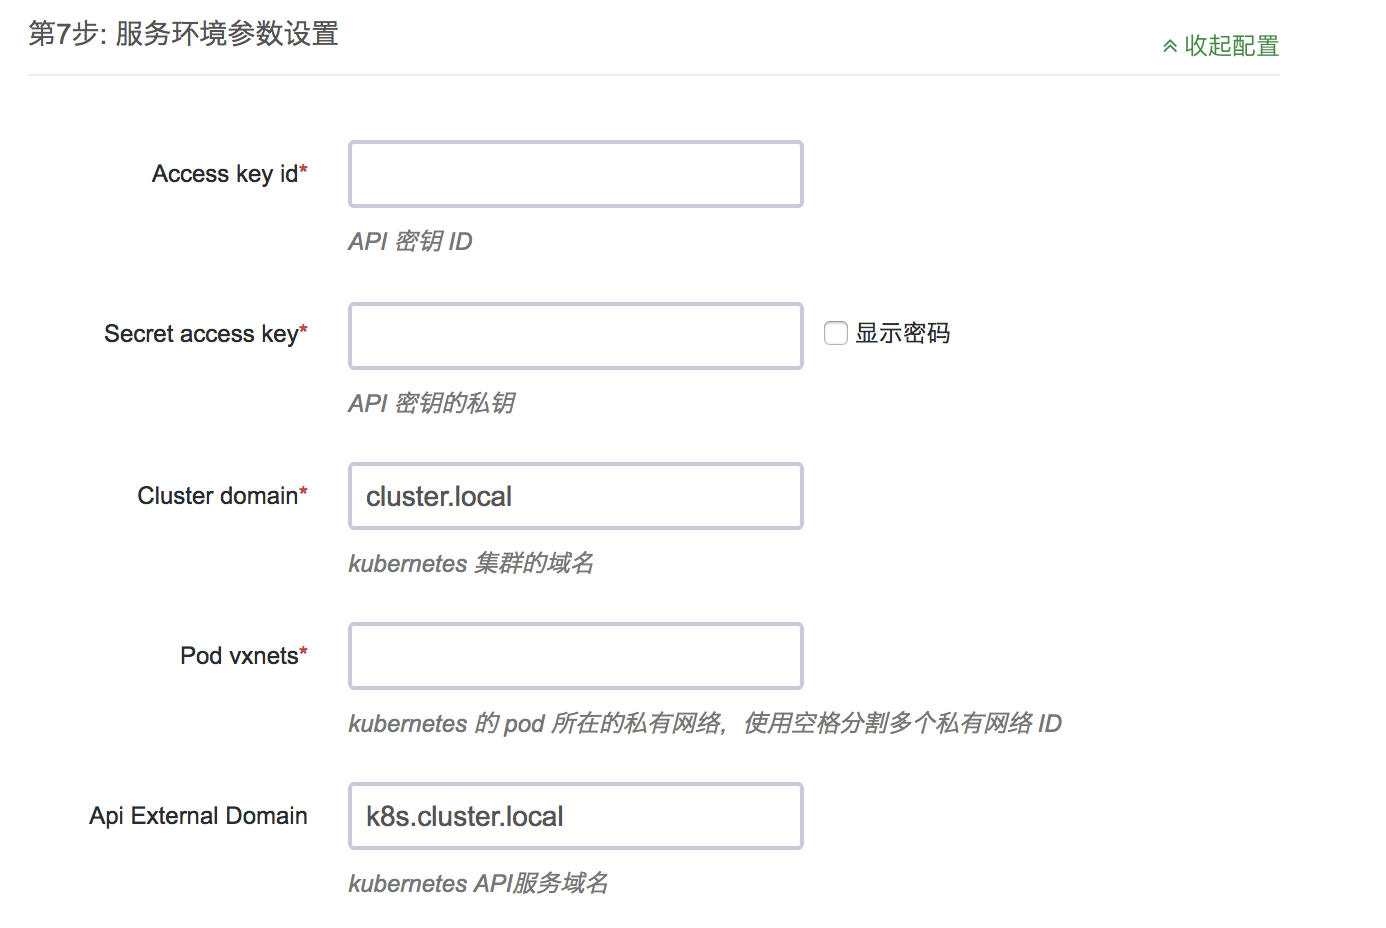 第7步: 服务环境参数设置
收起配置
Access key id*
API 密钥 ID
Secret access key*
显示密码
API 密钥的私钥
Cluster domain*
cluster.local
kubernetes 集群的域名
Pod vxnets*
kubernetes 的 pod 所在的私有网络，使用空格分割多个私有网络 ID
Api External Domain
k8s.cluster.local
kubernetes API服务域名